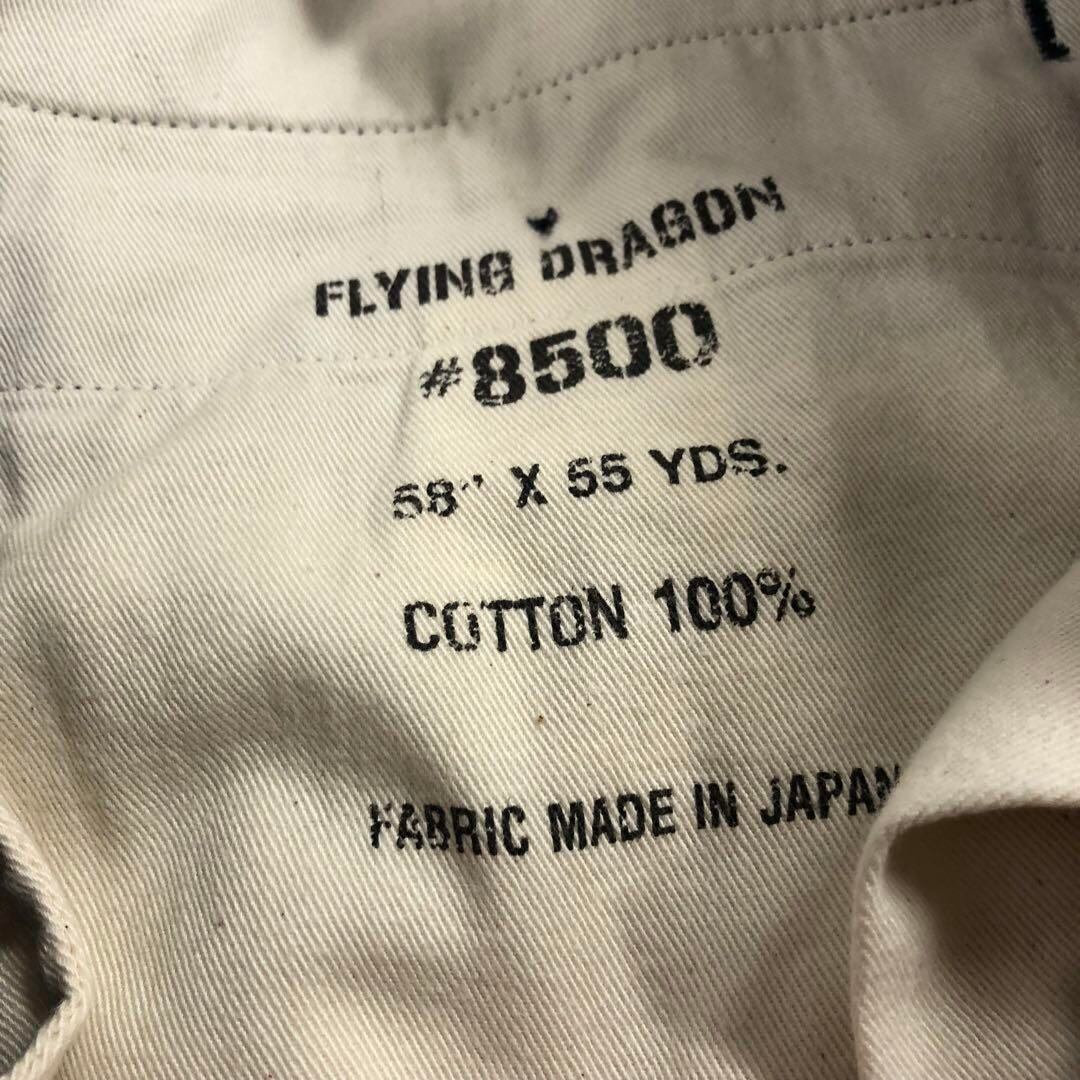 FLYING DRAGON
#8500
58" X 55 YDS.
COTTON 100%
FABRIC MADE IN JAPAN